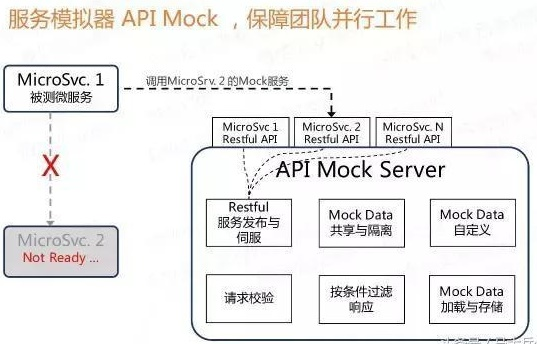 服务模拟器 API Mock ,保障团队并行工作
MicroSvc. 1
被测微服务
调用MicroSrv. 2 的Mock服务
X
MicroSvc. 2
Not Ready ...
MicroSvc 1
Restful API
MicroSvc. 2
Restful API
MicroSvc. N
Restful API
API Mock Server
Restful
服务发布与
伺服
Mock Data
共享与隔离
Mock Data
自定义
请求校验
按条件过滤
响应
Mock Data
加载与存储